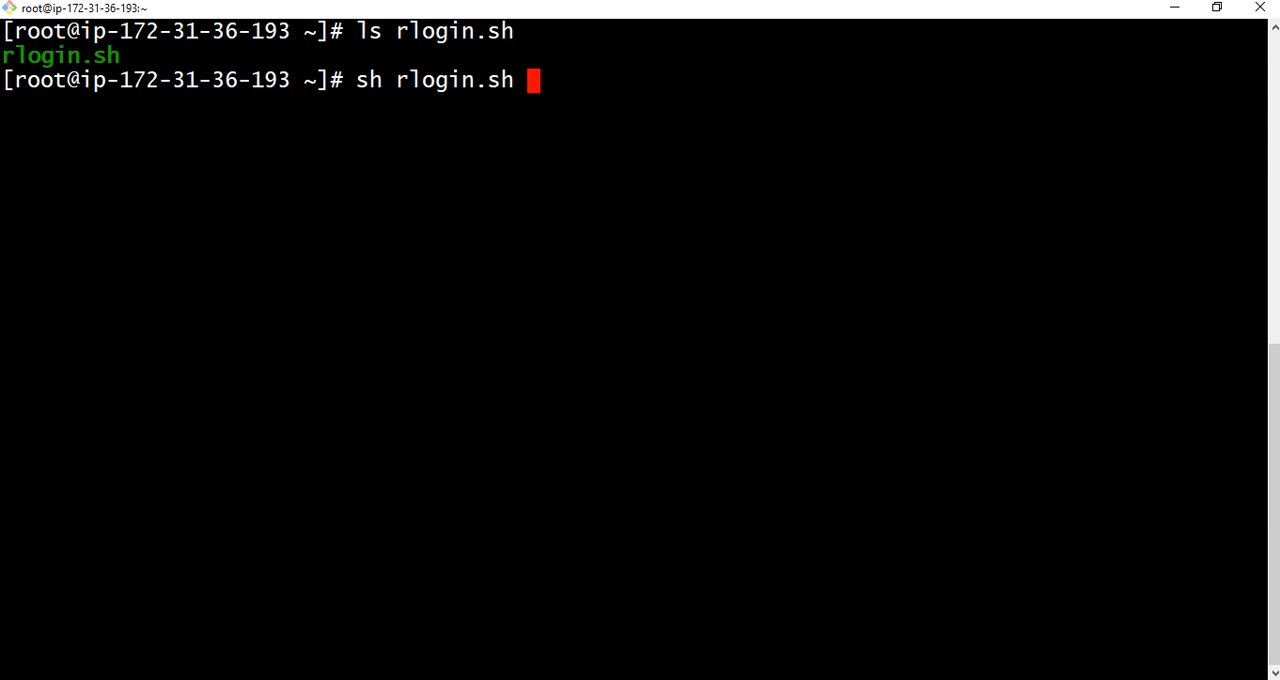 root@ip-172-31-36-193:~
[root@ip-172-31-36-193 ~]# ls rlogin.sh
rlogin.sh
[root@ip-172-31-36-193 ~]# sh rlogin.sh